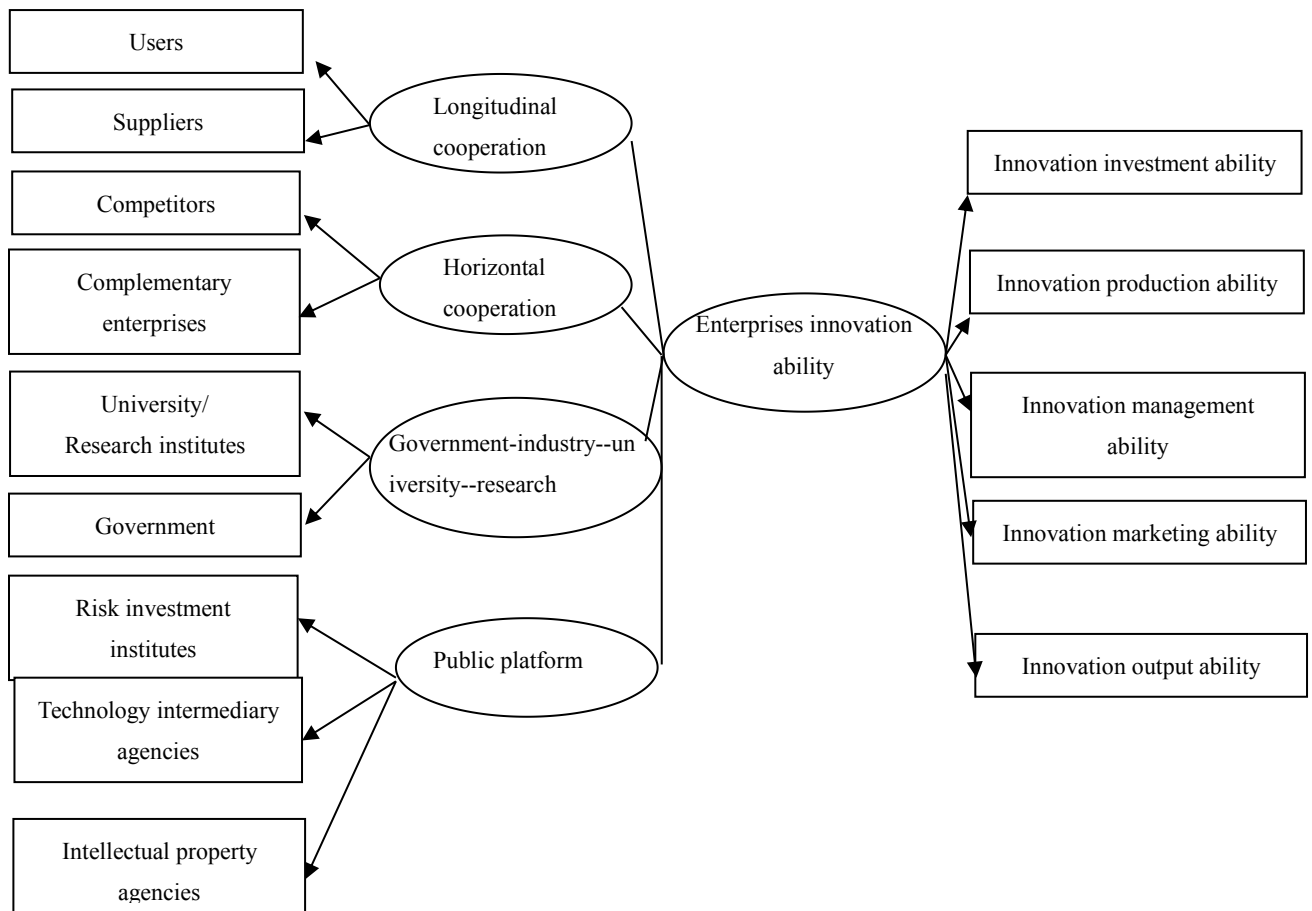 Users
Suppliers
Competitors
Complementary
enterprises
University/
Research institutes
Government
Risk investment
institutes
Technology intermediary
agencies
Intellectual property
agencies
Longitudinal
cooperation
Horizontal
cooperation
Government-industry--un
iversity--research
Public platform
Enterprises innovation
ability
Innovation investment ability
Innovation production ability
Innovation management
ability
Innovation marketing ability
Innovation output ability